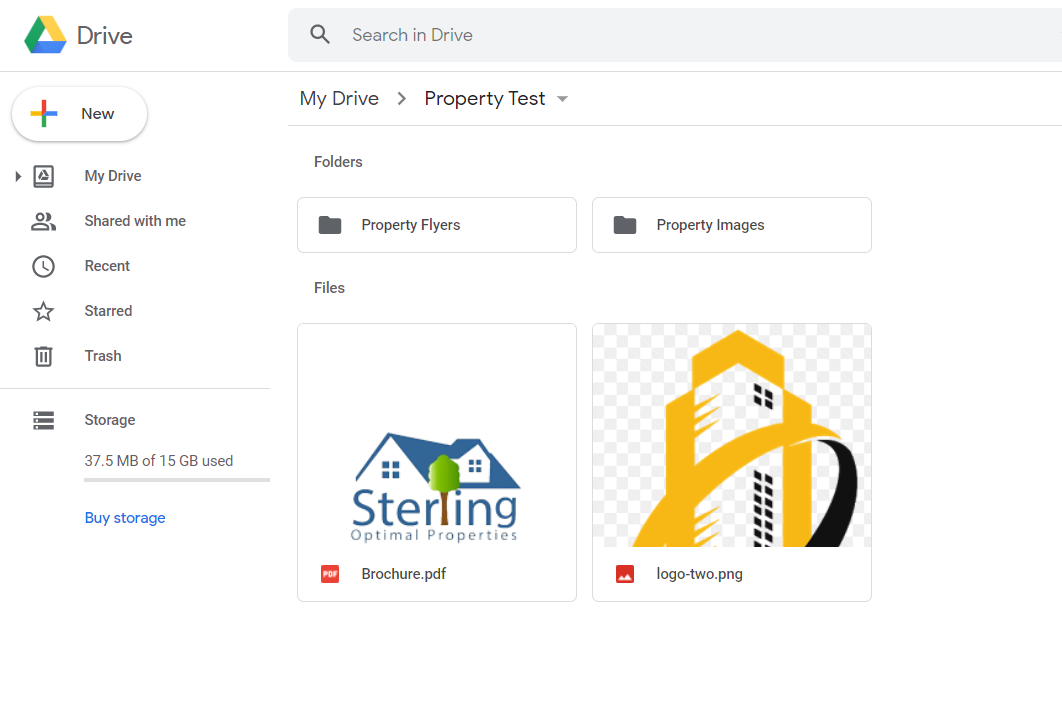 Drive
Search in Drive
My Drive > Property Test
New
My Drive
Shared with me
Recent
Starred
Trash
Storage
37.5 MB of 15 GB used
Buy storage
Folders
Property Flyers
Property Images
Files
Sterling
Optimal Properties
PDF
Brochure.pdf
logo-two.png